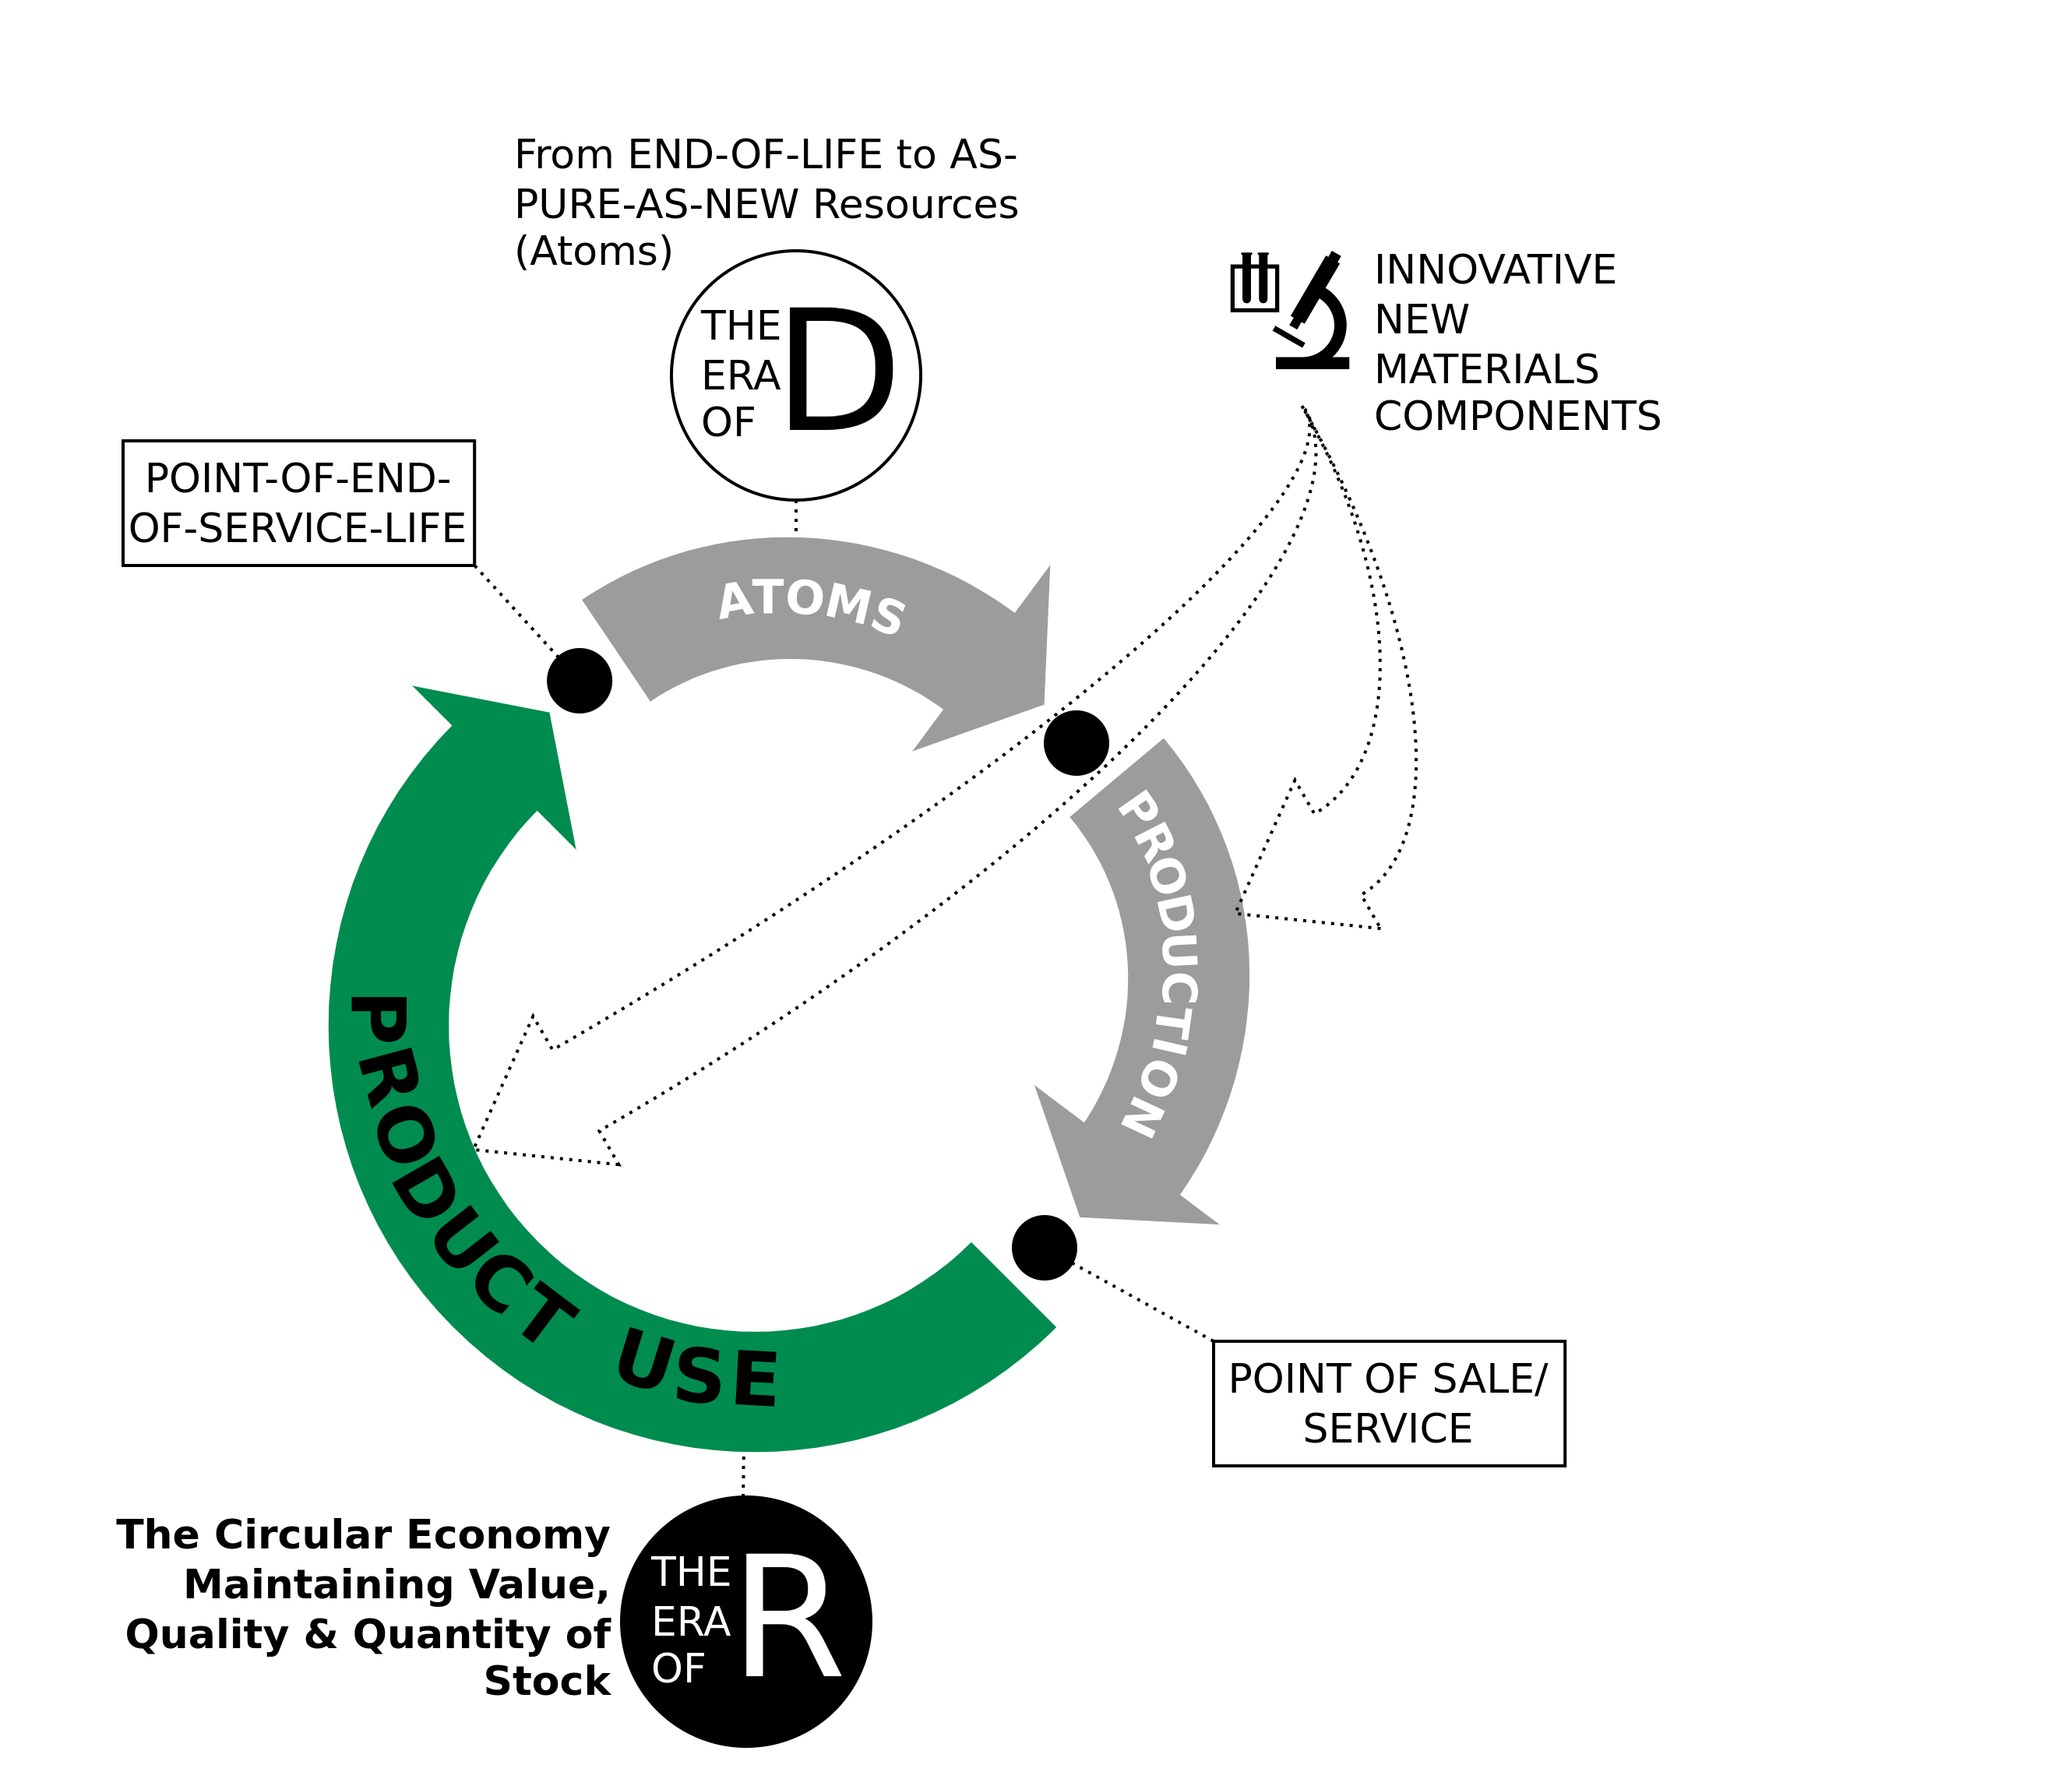 From END-OF-LIFE to AS-
PURE-AS-NEW Resources
(Atoms)
THE
ERA
OF
D
INNOVATIVE
NEW
MATERIALS
COMPONENTS
POINT-OF-END-
OF-SERVICE-LIFE
ATOMS
PRODUCTION
PRODUCT USE
POINT OF SALE/
SERVICE
The Circular Economy
Maintaining Value,
Quality & Quantity of
Stock
THE
ERA
OF
R